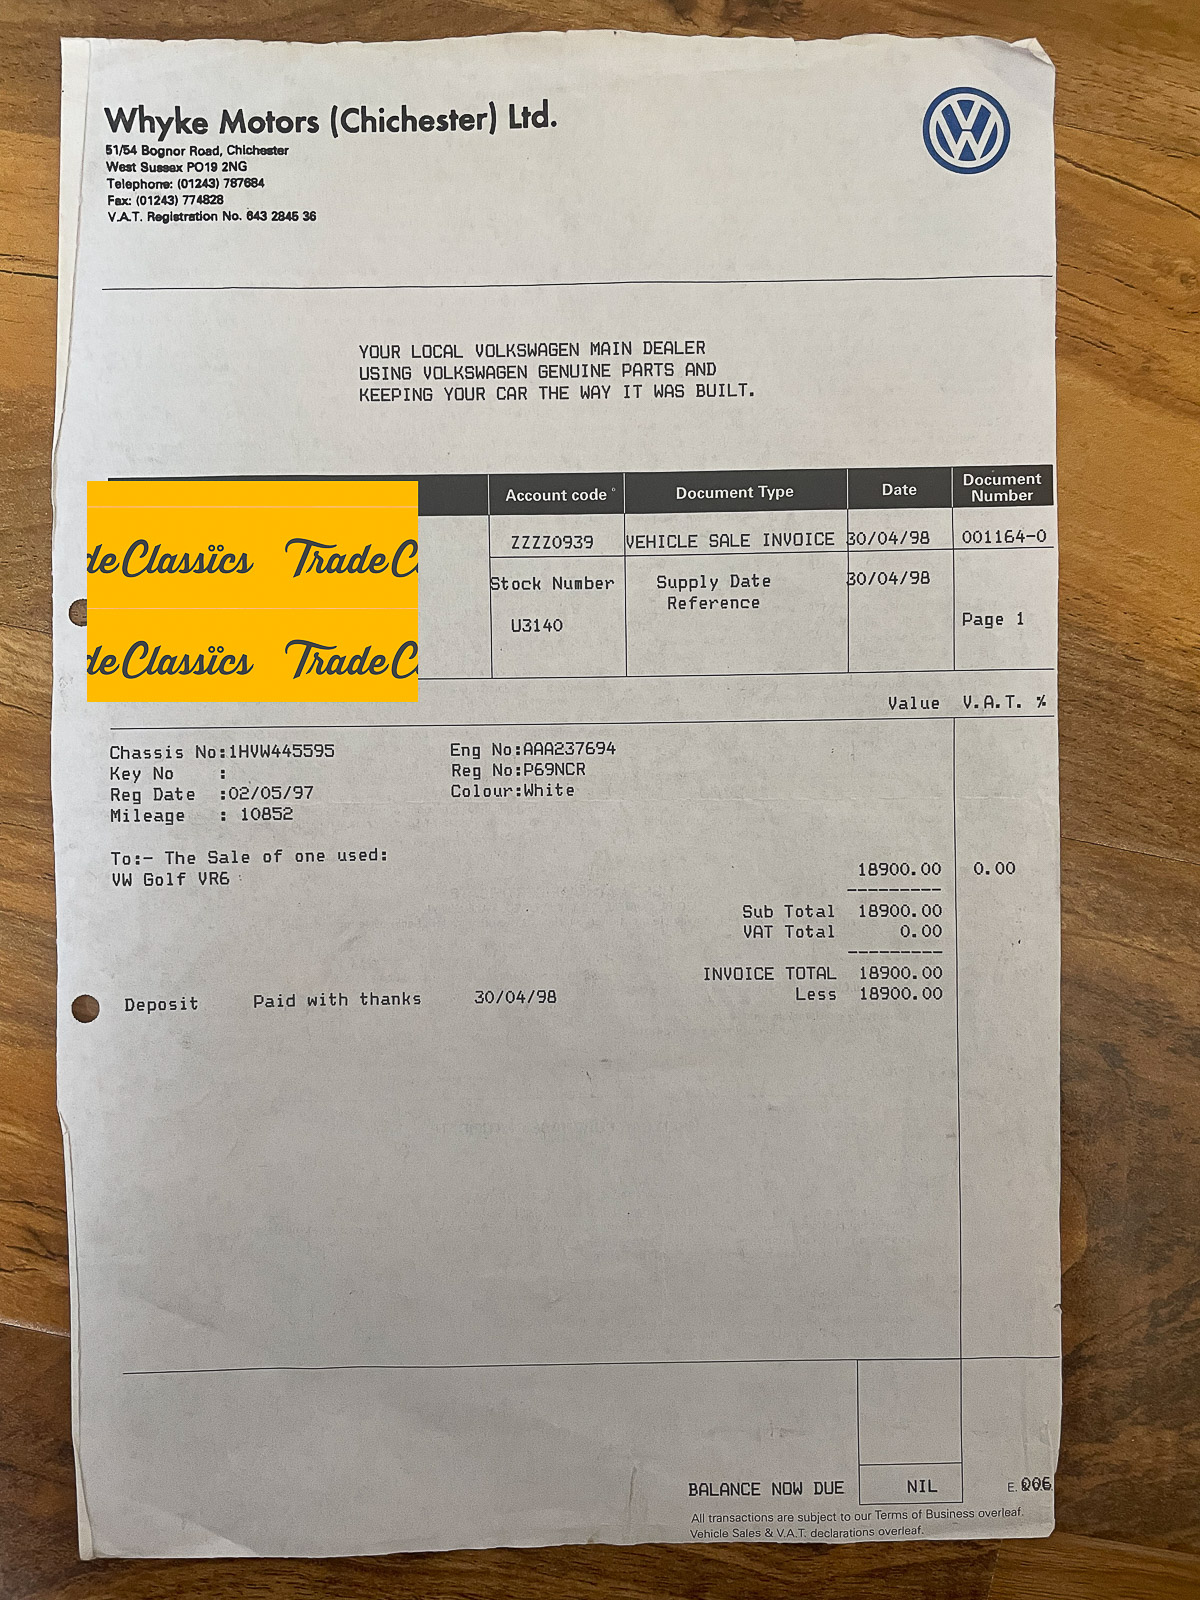 Whyke Motors (Chichester) Ltd.
51/54 Bognor Road, Chichester
West Sussex PO19 2NG
Telephone: (01243) 787684
Fax: (01243) 774828
V.A.T. Registration No. 643 2845 36
YOUR LOCAL VOLKSWAGEN MAIN DEALER
USING VOLKSWAGEN GENUINE PARTS AND
KEEPING YOUR CAR THE WAY IT WAS BUILT.
Account code Document Type Date Document Number
ZZZZ0939 VEHICLE SALE INVOICE 30/04/98 001164-0
deClassics Trade C
Stock Number Supply Date 30/04/98
Reference
U3140 Page 1
deClassics Trade C
Value V.A.T. %
Chassis No:1HVW445595 Eng No:AAA237694
Key No : Reg No:P69NCR
Reg Date :02/05/97 Colour:White
Mileage : 10852
To:- The Sale of one used:
VW Golf VR6 18900.00 0.00
Sub Total 18900.00
VAT Total 0.00
INVOICE TOTAL 18900.00
Less 18900.00
Deposit Paid with thanks 30/04/98
BALANCE NOW DUE NIL E. 006
All transactions are subject to our Terms of Business overleaf.
Vehicle Sales & V.A.T. declarations overleaf.